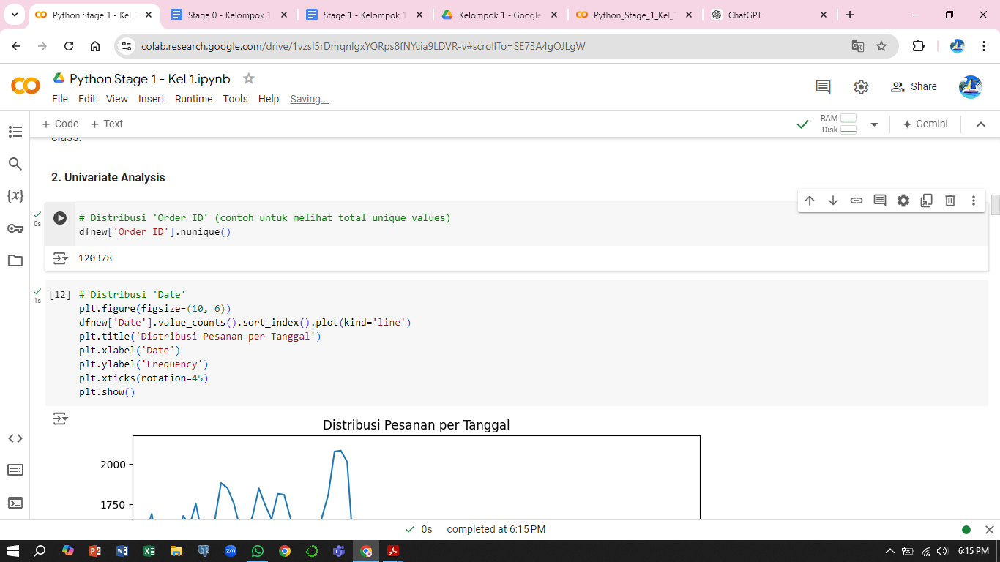 Python Stage 1 - Kel
Stage 0 - Kelompok 1
Stage 1 - Kelompok 1
Kelompok 1 - Google
Python_Stage_1_Kel_1
ChatGPT
colab.research.google.com/drive/1vzsI5rDmqnIgxYORps8fNYcia9LDVR-v#scrollTo=SE73A4gOJLgW
Python Stage 1 - Kel 1.ipynb
File Edit View Insert Runtime Tools Help Saving...
Share
+ Code + Text
RAM
Disk
Gemini
class.
2. Univariate Analysis
0s
# Distribusi 'Order ID' (contoh untuk melihat total unique values)
dfnew['Order ID'].nunique()
120378
1s
[12] # Distribusi 'Date'
plt.figure(figsize=(10, 6))
dfnew['Date'].value_counts().sort_index().plot(kind='line')
plt.title('Distribusi Pesanan per Tanggal')
plt.xlabel('Date')
plt.ylabel('Frequency')
plt.xticks(rotation=45)
plt.show()
Distribusi Pesanan per Tanggal
2000
1750
0s completed at 6:15 PM
6:15 PM